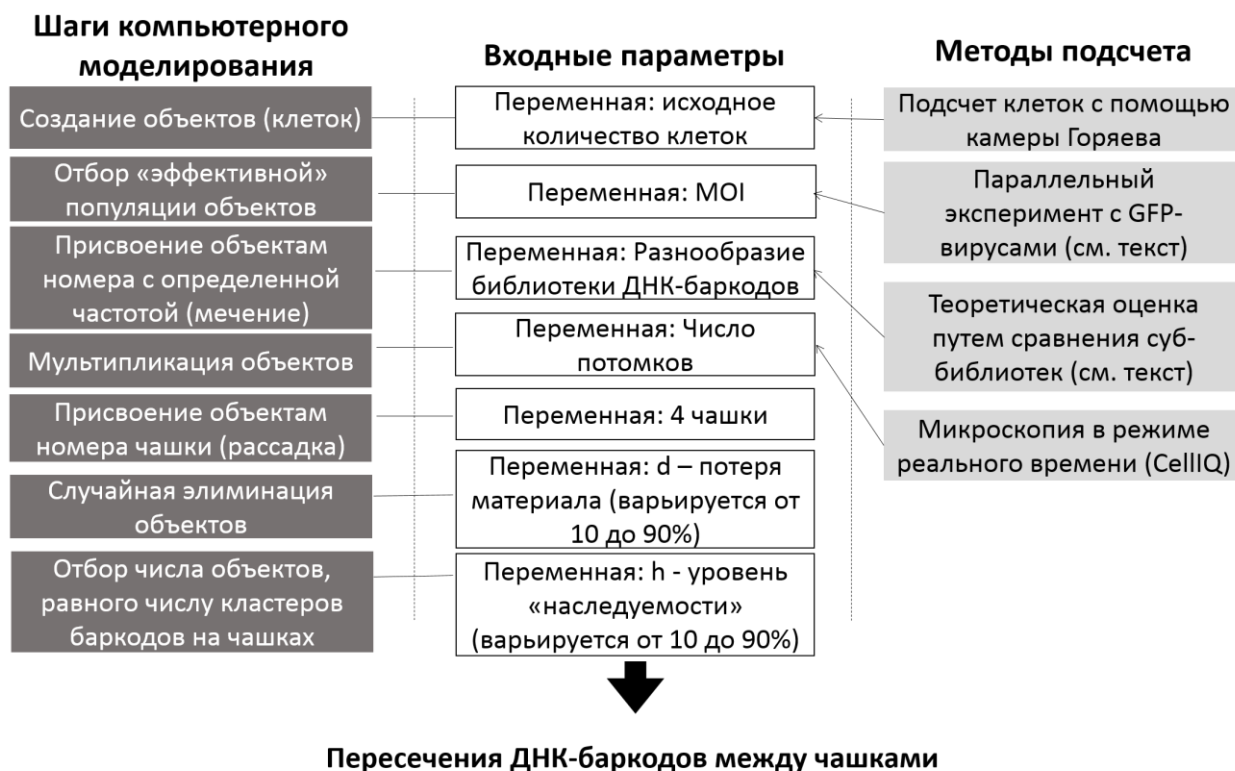 Шаги компьютерного
моделирования
Создание объектов (клеток)
Отбор «эффективной»
популяции объектов
Присвоение объектам
номера с определенной
частотой (мечение)
Мультипликация объектов
Присвоение объектам
номера чашки (рассадка)
Случайная элиминация
объектов
Отбор числа объектов,
равного числу кластеров
баркодов на чашках
Входные параметры
Переменная: исходное
количество клеток
Переменная: MOI
Переменная: Разнообразие
библиотеки ДНК-баркодов
Переменная: Число
потомков
Переменная: 4 чашки
Переменная: d – потеря
материала (варьируется от
10 до 90%)
Переменная: h - уровень
«наследуемости»
(варьируется от 10 до 90%)
Методы подсчета
Подсчет клеток с помощью
камеры Горяева
Параллельный
эксперимент с GFP-
вирусами (см. текст)
Теоретическая оценка
путем сравнения суб-
библиотек (см. текст)
Микроскопия в режиме
реального времени (CellIQ)
Пересечения ДНК-баркодов между чашками